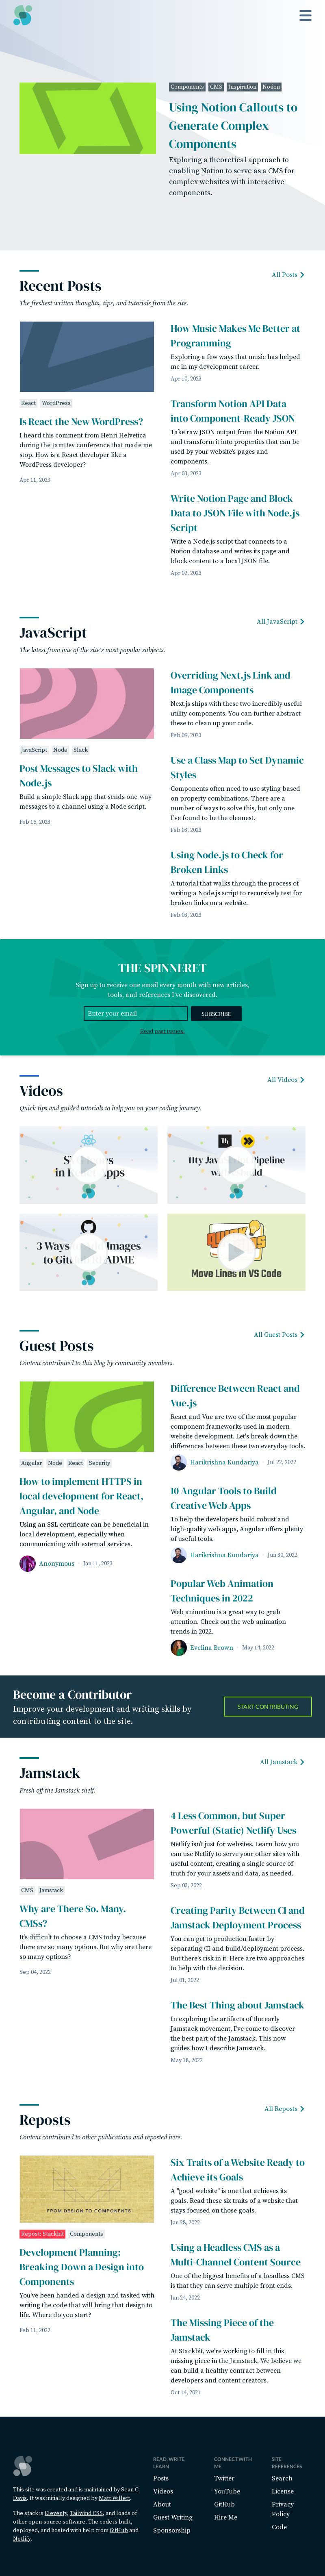 Components CMS Inspiration Notion
Using Notion Callouts to
Generate Complex
Components
Exploring a theoretical approach to
enabling Notion to serve as a CMS for
complex websites with interactive
components.
Recent Posts
All Posts
The freshest written thoughts, tips, and tutorials from the site.
React WordPress
Is React the New WordPress?
I heard this comment from Henri Helvetica
during the JamDev conference that made me
stop. How is a React developer like a
WordPress developer?
Apr 11, 2023
How Music Makes Me Better at
Programming
Exploring a few ways that music has helped
me in my development career.
Apr 10, 2023
Transform Notion API Data
into Component-Ready JSON
Take raw JSON output from the Notion API
and transform it into properties that can be
used by your website's pages and
components.
Apr 03, 2023
Write Notion Page and Block
Data to JSON File with Node.js
Script
Write a Node.js script that connects to a
Notion database and writes its page and
block content to a local JSON file.
Apr 02, 2023
JavaScript
All JavaScript
The latest from one of the site's most popular subjects.
JavaScript Node Slack
Post Messages to Slack with
Node.js
Build a simple Slack app that sends one-way
messages to a channel using a Node script.
Feb 16, 2023
Overriding Next.js Link and
Image Components
Next.js ships with these two incredibly useful
utility components. You can further abstract
these to clean up your code.
Feb 09, 2023
Use a Class Map to Set Dynamic
Styles
Components often need to use styling based
on property combinations. There are a
number of ways to solve this, but only one
I've found to be the cleanest.
Feb 03, 2023
Using Node.js to Check for
Broken Links
A tutorial that walks through the process of
writing a Node.js script to recursively test for
broken links on a website.
Feb 03, 2023
THE SPINNERET
Sign up to receive one email every month with new articles,
tools, and references I've discovered.
Enter your email
SUBSCRIBE
Read past issues.
Videos
All Videos
Quick tips and guided tutorials to help you on your coding journey.
in
11ty
Pipeline
3 Ways
Images
to
Move Lines in VS Code
Guest Posts
All Guest Posts
Content contributed to this blog by community members.
Angular Node React Security
How to implement HTTPS in
local development for React,
Angular, and Node
Using an SSL certificate can be beneficial in
local development, especially when
communicating with external services.
Anonymous Jan 11, 2023
Difference Between React and
Vue.js
React and Vue are two of the most popular
component frameworks used in modern
website development. Let's break down the
differences between these two everyday tools.
Harikrishna Kundariya Jul 22, 2022
10 Angular Tools to Build
Creative Web Apps
To help the developers build robust and
high-quality web apps, Angular offers plenty
of useful tools.
Harikrishna Kundariya Jun 30, 2022
Popular Web Animation
Techniques in 2022
Web animation is a great way to grab
attention. Check out the web animation
trends in 2022.
Evelina Brown May 14, 2022
Become a Contributor
Improve your development and writing skills by
contributing content to the site.
START CONTRIBUTING
Jamstack
All Jamstack
Fresh off the Jamstack shelf.
CMS Jamstack
Why are There So. Many.
CMSs?
It's difficult to choose a CMS today because
there are so many options. But why are there
so many options?
Sep 04, 2022
4 Less Common, but Super
Powerful (Static) Netlify Uses
Netlify isn't just for websites. Learn how you
can use Netlify to serve your other sites with
useful content, creating a single source of
truth for your assets and data, as needed.
Sep 03, 2022
Creating Parity Between CI and
Jamstack Deployment Process
You can get to production faster by
separating CI and build/deployment process.
But there's risk in it. Here are two approaches
to help with the decision.
Jul 01, 2022
The Best Thing about Jamstack
In exploring the artifacts of the early
Jamstack movement, I've come to discover
the best part of the Jamstack. This now
guides how I describe Jamstack.
May 18, 2022
Reposts
All Reposts
Content contributed to other publications and reposted here.
FROM DESIGN TO COMPONENTS
Repost: Stackbit Components
Development Planning:
Breaking Down a Design into
Components
You've been handed a design and tasked with
writing the code that will bring that design to
life. Where do you start?
Feb 11, 2022
Six Traits of a Website Ready to
Achieve its Goals
A "good website" is one that achieves its
goals. Read these six traits of a website that
stays focused on those goals.
Jan 28, 2022
Using a Headless CMS as a
Multi-Channel Content Source
One of the biggest benefits of a headless CMS
is that they can serve multiple front ends.
Jan 24, 2022
The Missing Piece of the
Jamstack
At Stackbit, we're working to fill in this
missing piece in the Jamstack. We believe we
can build a healthy contract between
developers and content creators.
Oct 14, 2021
This site was created and is maintained by Sean C
Davis. It was initially designed by Matt Willett.
The stack is Eleventy, Tailwind CSS, and loads of
other open-source software. The code is built,
deployed, and hosted with help from GitHub and
Netlify.
READ, WRITE,
LEARN
Posts
Videos
About
Guest Writing
Sponsorship
CONNECT WITH
ME
Twitter
YouTube
GitHub
Hire Me
SITE
REFERENCES
Search
License
Privacy
Policy
Code